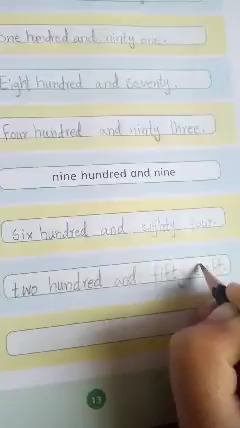 one hundred and ninty one.
Eight hundred and seventy.
Four hundred and ninty three.
nine hundred and nine
six hundred and eighty four.
two hundred and
13